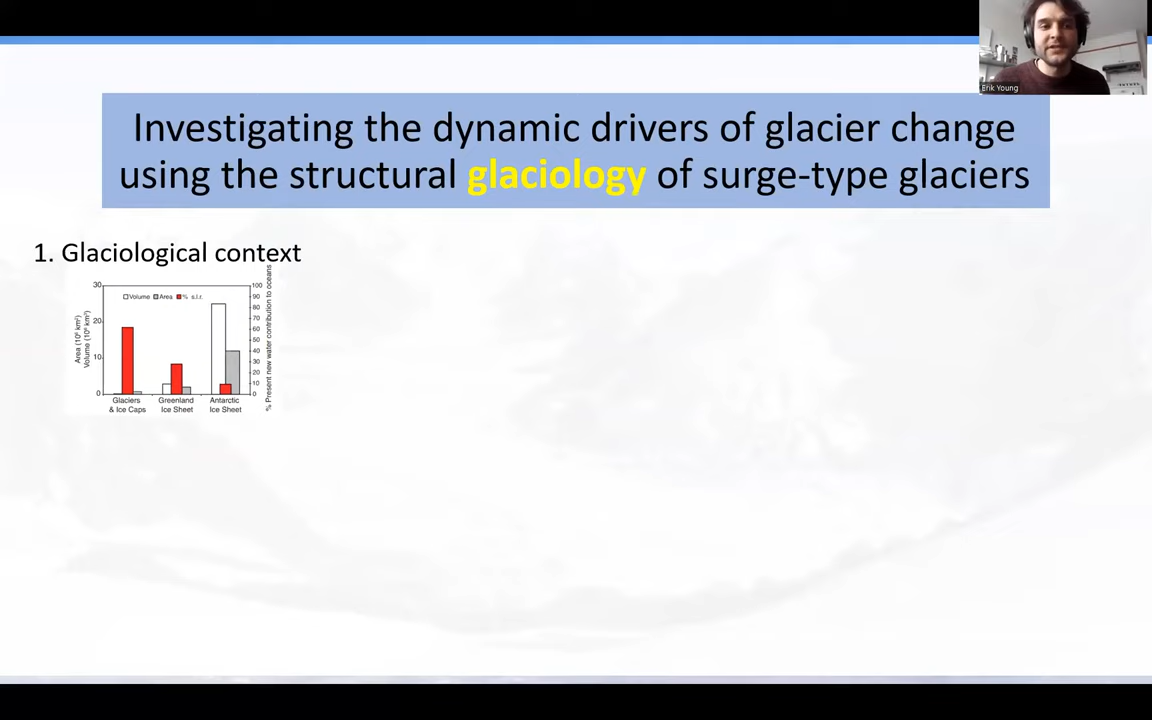 Erik Young
Investigating the dynamic drivers of glacier change
using the structural glaciology of surge-type glaciers
1. Glaciological context
Volume Area % s.l.r.
Area (10⁶ km²)
Volume (10⁶ km³)
30
20
10
0
100
90
80
70
60
50
40
30
20
10
0
% Present new water contribution to oceans
Glaciers
& Ice Caps
Greenland
Ice Sheet
Antarctic
Ice Sheet